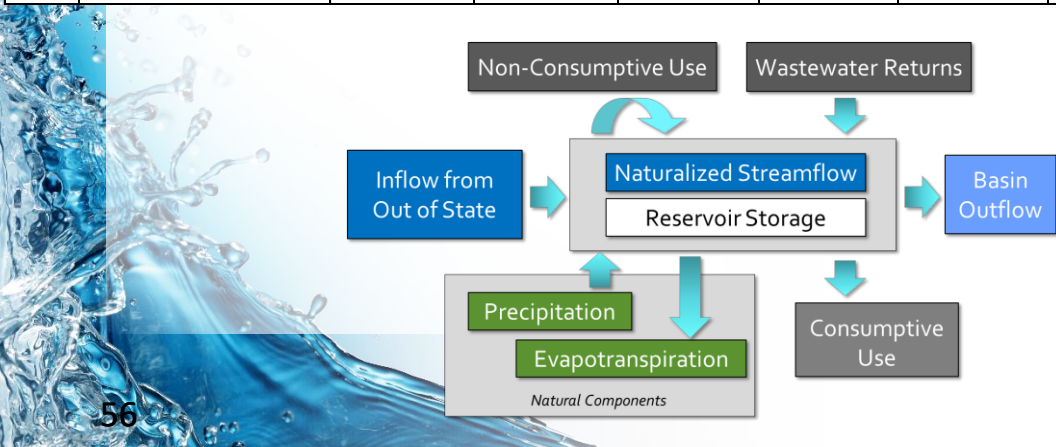 Non-Consumptive Use
Wastewater Returns
Inflow from
Out of State
Naturalized Streamflow
Reservoir Storage
Basin
Outflow
Precipitation
Evapotranspiration
Natural Components
Consumptive
Use
56